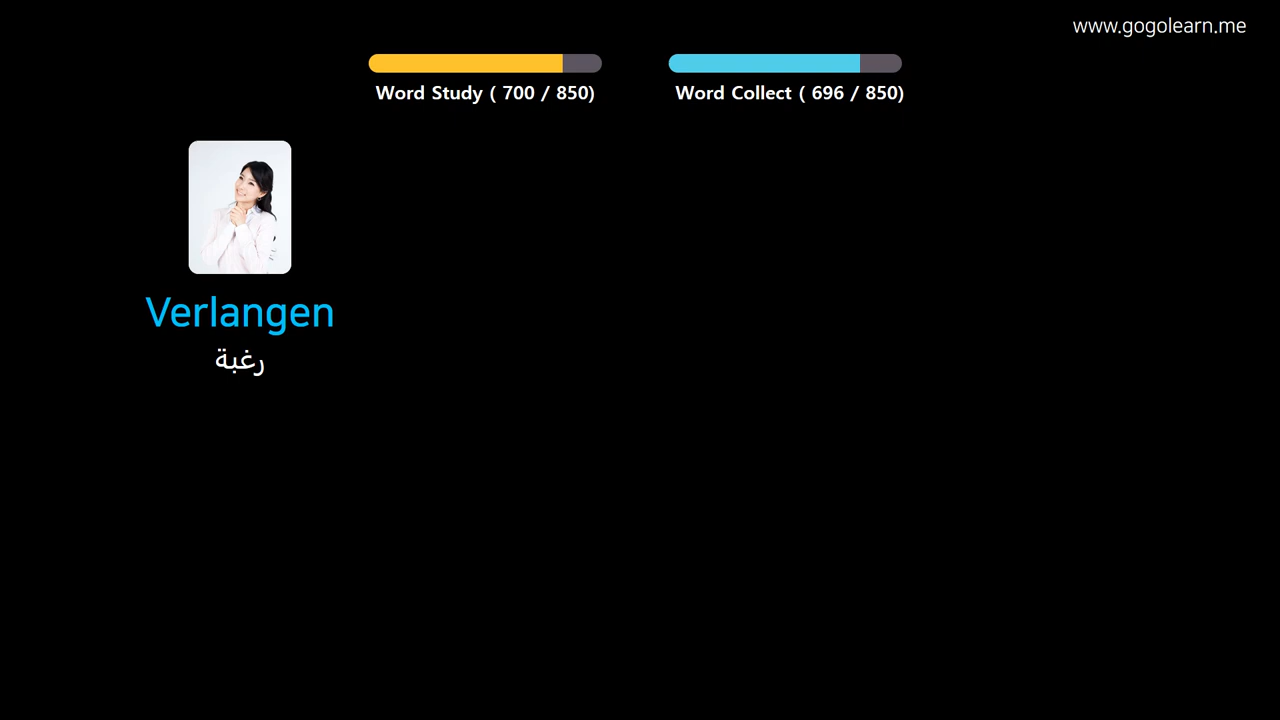 www.gogolearn.me
Word Study ( 700 / 850)
Word Collect ( 696 / 850)
Verlangen
رغبة